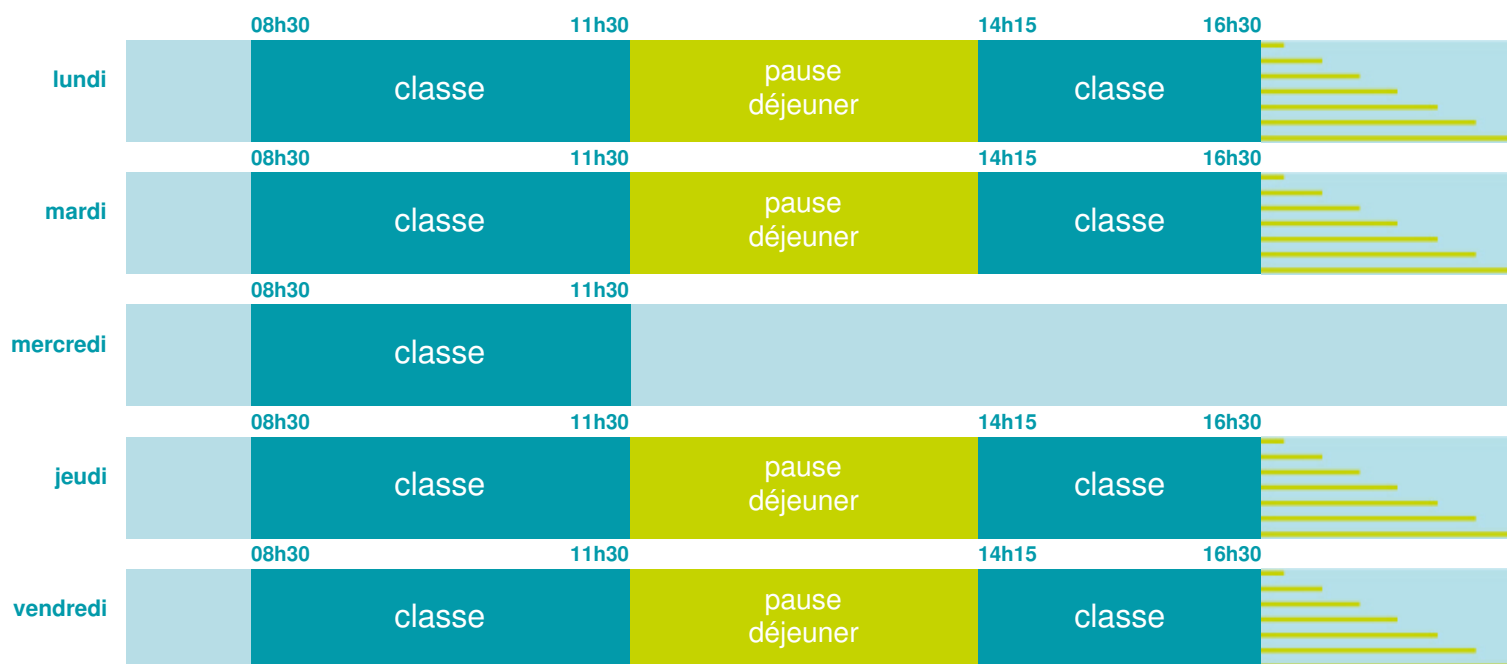 08h30 11h30 14h15 16h30
lundi classe pause déjeuner classe
08h30 11h30 14h15 16h30
mardi classe pause déjeuner classe
08h30 11h30
mercredi classe
08h30 11h30 14h15 16h30
jeudi classe pause déjeuner classe
08h30 11h30 14h15 16h30
vendredi classe pause déjeuner classe